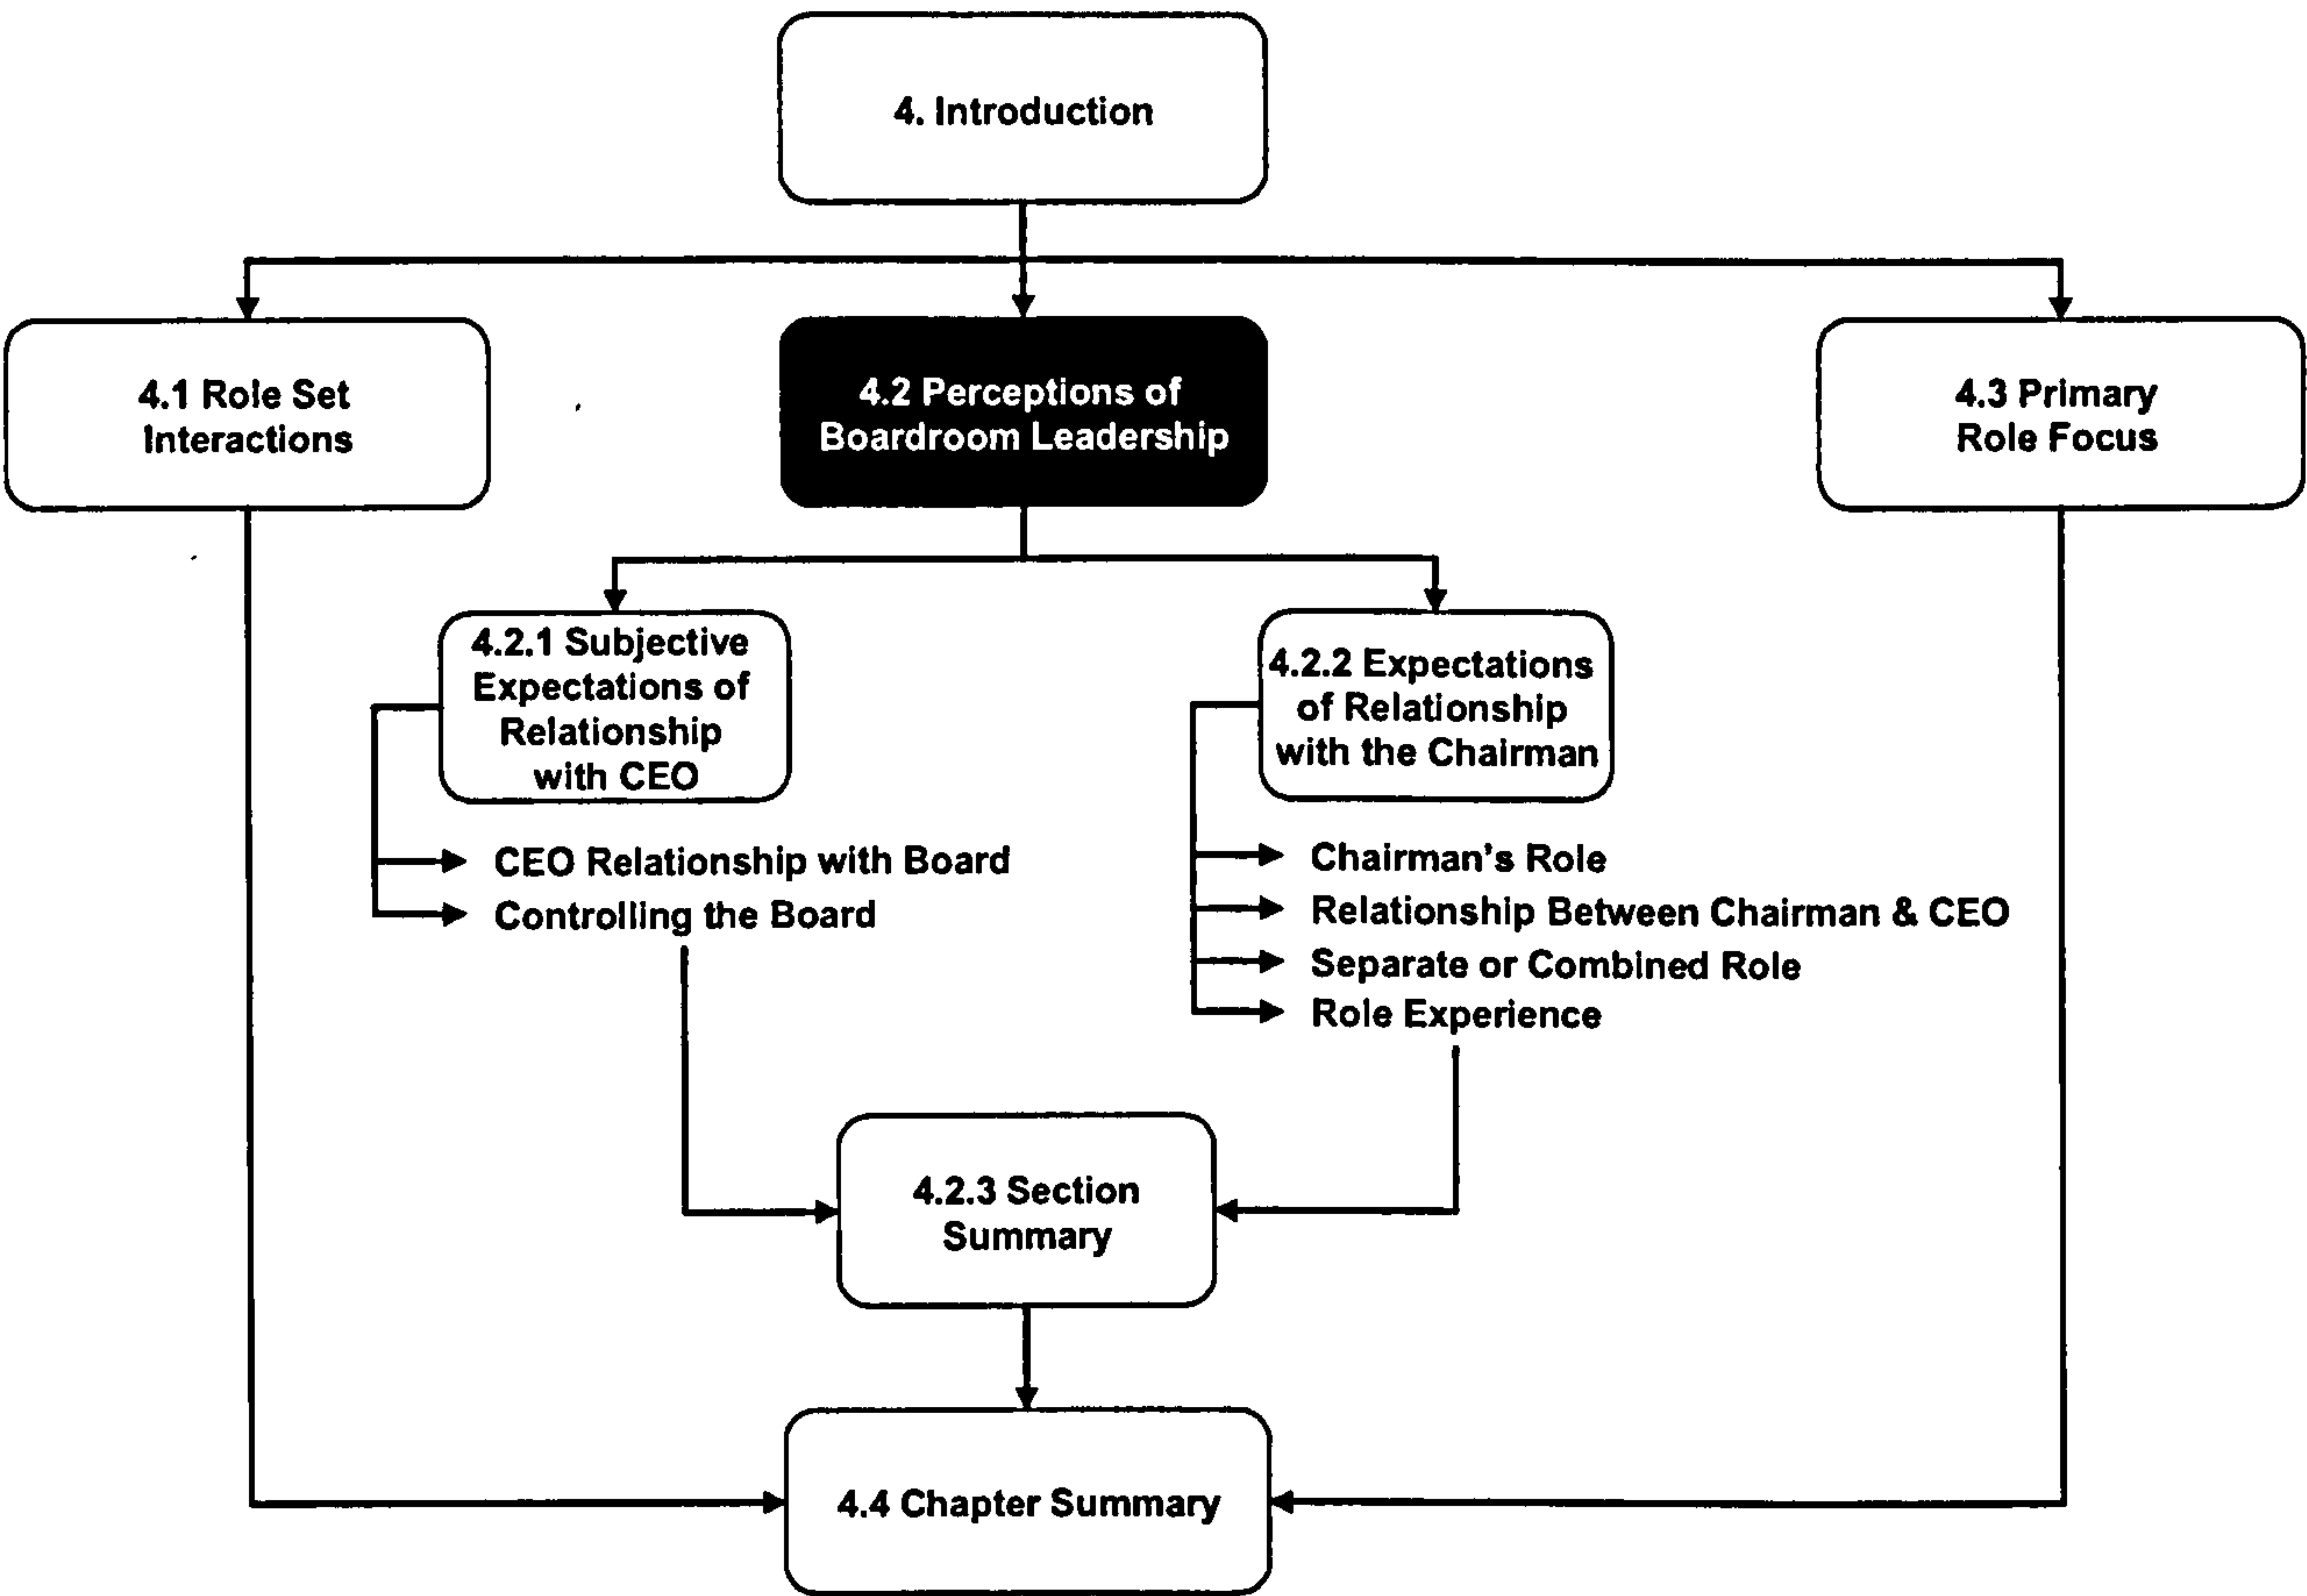 4. Introduction
4.1 Role Set
Interactions
4.2 Perceptions of
Boardroom Leadership
4.3 Primary
Role Focus
4.2.1 Subjective
Expectations of
Relationship
with CEO
4.2.2 Expectations
of Relationship
with the Chairman
CEO Relationship with Board
Controlling the Board
Chairman's Role
Relationship Between Chairman & CEO
Separate or Combined Role
Role Experience
4.2.3 Section
Summary
4.4 Chapter Summary